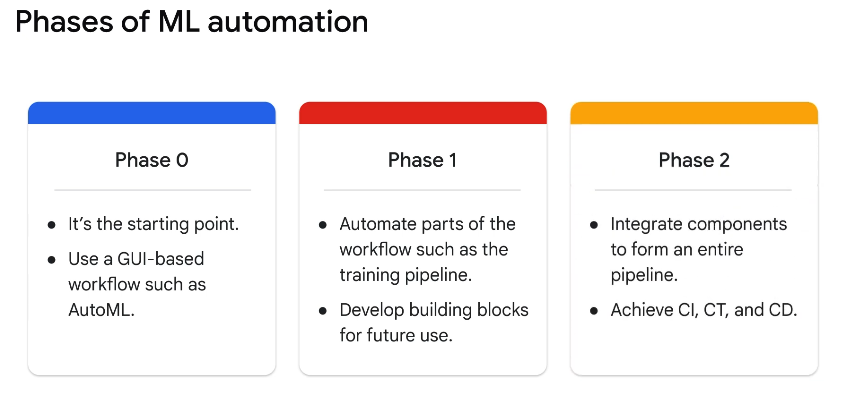 Phases of ML automation
Phase 0
• It's the starting point.
• Use a GUI-based
workflow such as
AutoML.
Phase 1
• Automate parts of the
workflow such as the
training pipeline.
• Develop building blocks
for future use.
Phase 2
• Integrate components
to form an entire
pipeline.
• Achieve CI, CT, and CD.